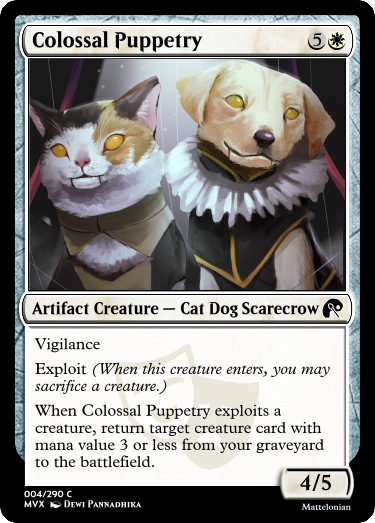 Colossal Puppetry 5
Artifact Creature — Cat Dog Scarecrow
Vigilance
Exploit (When this creature enters, you may
sacrifice a creature.)
When Colossal Puppetry exploits a
creature, return target creature card with
mana value 3 or less from your graveyard
to the battlefield.
4/5
004/290 C
MVX Dewi Pannadhika
Mattelonian